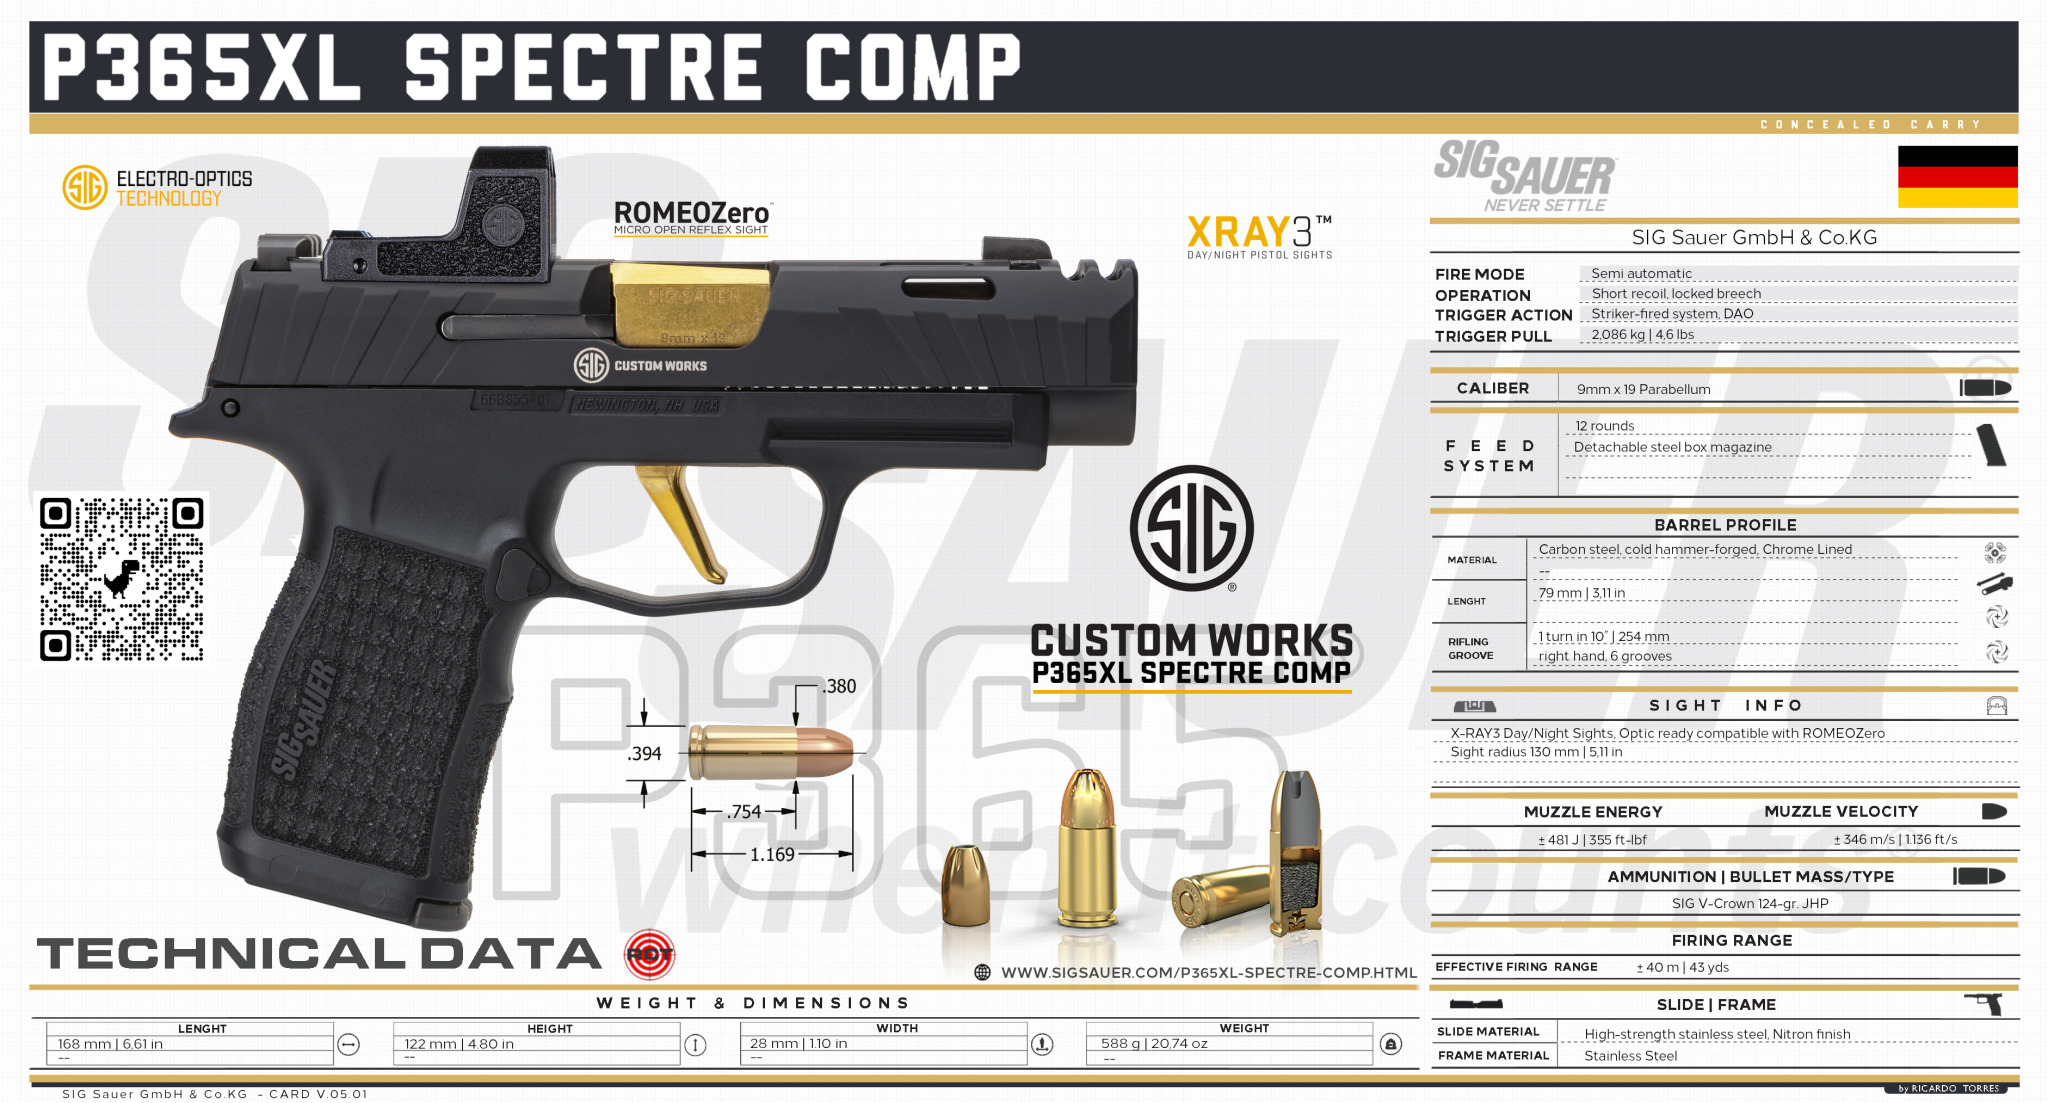 P365XL SPECTRE COMP
CONCEALED CARRY
SIG
ELECTRO-OPTICS
TECHNOLOGY
ROMEOZero™
MICRO OPEN REFLEX SIGHT
XRAY3™
DAY/NIGHT PISTOL SIGHTS
SIG SAUER
9mm x 19
SIG CUSTOM WORKS
66B855707
NEWINGTON, NH USA
SIG SAUER
SIG
®
CUSTOM WORKS
P365XL SPECTRE COMP
.380
.394
.754
1.169
SIG SAUER
P365
when it counts®
TECHNICAL DATA
RDT
WWW.SIGSAUER.COM/P365XL-SPECTRE-COMP.HTML
WEIGHT & DIMENSIONS
LENGHT
168 mm | 6,61 in
--
HEIGHT
122 mm | 4.80 in
--
WIDTH
28 mm | 1.10 in
--
WEIGHT
588 g | 20,74 oz
--
SIG Sauer GmbH & Co.KG - CARD V.05.01
SIG SAUER
NEVER SETTLE
SIG Sauer GmbH & Co.KG
FIRE MODE Semi automatic
OPERATION Short recoil, locked breech
TRIGGER ACTION Striker-fired system, DAO
TRIGGER PULL 2,086 kg | 4,6 lbs
CALIBER 9mm x 19 Parabellum
FEED SYSTEM
12 rounds
Detachable steel box magazine
BARREL PROFILE
MATERIAL Carbon steel, cold hammer-forged, Chrome Lined
--
LENGHT 79 mm | 3,11 in
RIFLING 1 turn in 10" | 254 mm
GROOVE right hand, 6 grooves
SIGHT INFO
X-RAY3 Day/Night Sights, Optic ready compatible with ROMEOZero
Sight radius 130 mm | 5,11 in
MUZZLE ENERGY MUZZLE VELOCITY
± 481 J | 355 ft-lbf ± 346 m/s | 1.136 ft/s
AMMUNITION | BULLET MASS/TYPE
SIG V-Crown 124-gr. JHP
FIRING RANGE
EFFECTIVE FIRING RANGE ± 40 m | 43 yds
SLIDE | FRAME
SLIDE MATERIAL High-strength stainless steel, Nitron finish
FRAME MATERIAL Stainless Steel
by RICARDO TORRES